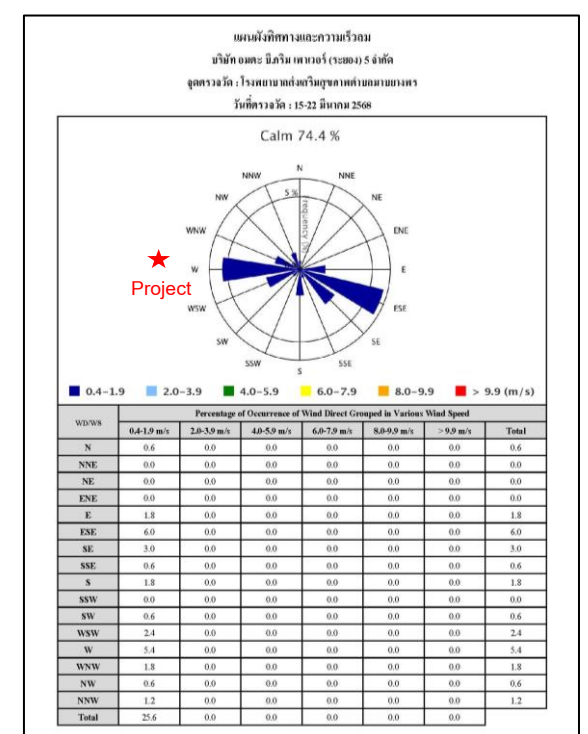 แผนผังทิศทางและความเร็วลม
บริษัท อมตะ บี.กริม เพาเวอร์ (ระยอง) 5 จำกัด
จุดตรวจวัด : โรงพยาบาลส่งเสริมสุขภาพตำบลมาบยางพร
วันที่ตรวจวัด : 15-22 มีนาคม 2568
Calm 74.4 %
N
NNW NNE
NW 5 % NE
Frequency (%)
WNW ENE
★
W E
Project
WSW ESE
SW SE
SSW SSE
S
0.4-1.9 2.0-3.9 4.0-5.9 6.0-7.9 8.0-9.9 > 9.9 (m/s)
WD/WS Percentage of Occurrence of Wind Direct Grouped in Various Wind Speed
0.4-1.9 m/s 2.0-3.9 m/s 4.0-5.9 m/s 6.0-7.9 m/s 8.0-9.9 m/s > 9.9 m/s Total
N 0.6 0.0 0.0 0.0 0.0 0.0 0.6
NNE 0.0 0.0 0.0 0.0 0.0 0.0 0.0
NE 0.0 0.0 0.0 0.0 0.0 0.0 0.0
ENE 0.0 0.0 0.0 0.0 0.0 0.0 0.0
E 1.8 0.0 0.0 0.0 0.0 0.0 1.8
ESE 6.0 0.0 0.0 0.0 0.0 0.0 6.0
SE 3.0 0.0 0.0 0.0 0.0 0.0 3.0
SSE 0.6 0.0 0.0 0.0 0.0 0.0 0.6
S 1.8 0.0 0.0 0.0 0.0 0.0 1.8
SSW 0.0 0.0 0.0 0.0 0.0 0.0 0.0
SW 0.6 0.0 0.0 0.0 0.0 0.0 0.6
WSW 2.4 0.0 0.0 0.0 0.0 0.0 2.4
W 5.4 0.0 0.0 0.0 0.0 0.0 5.4
WNW 1.8 0.0 0.0 0.0 0.0 0.0 1.8
NW 0.6 0.0 0.0 0.0 0.0 0.0 0.6
NNW 1.2 0.0 0.0 0.0 0.0 0.0 1.2
Total 25.6 0.0 0.0 0.0 0.0 0.0